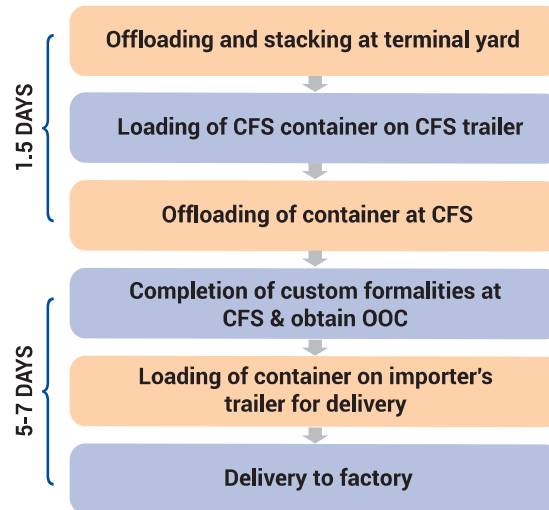 Offloading and stacking at terminal yard
Loading of CFS container on CFS trailer
Offloading of container at CFS
1.5 DAYS
Completion of custom formalities at
CFS & obtain OOC
Loading of container on importer's
trailer for delivery
Delivery to factory
5-7 DAYS